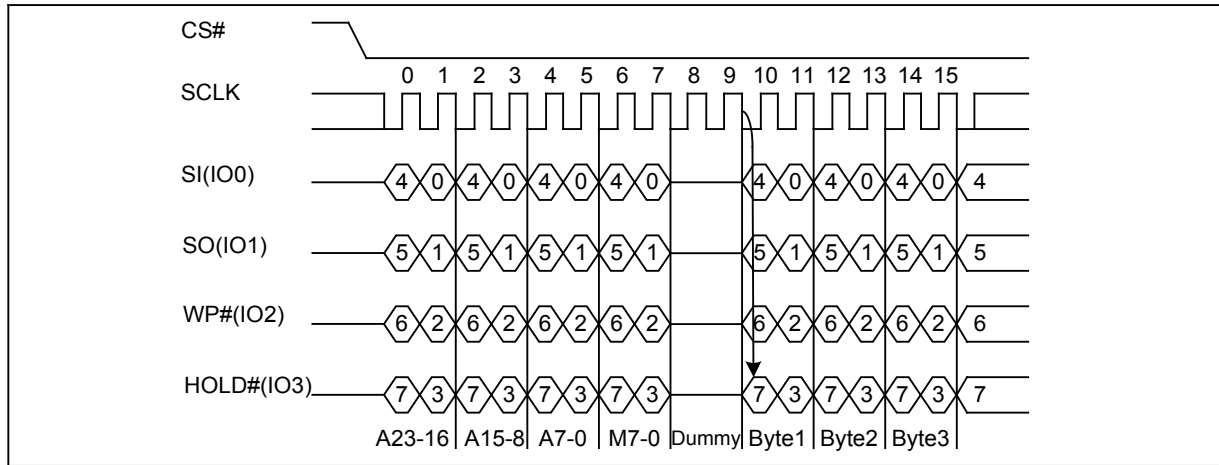 CS#
0 1 2 3 4 5 6 7 8 9 10 11 12 13 14 15
SCLK
SI(IO0) 4 0 4 0 4 0 4 0 4 0 4 0 4 0 4
SO(IO1) 5 1 5 1 5 1 5 1 5 1 5 1 5 1 5
WP#(IO2) 6 2 6 2 6 2 6 2 6 2 6 2 6 2 6
HOLD#(IO3) 7 3 7 3 7 3 7 3 7 3 7 3 7 3 7
A23-16 A15-8 A7-0 M7-0 Dummy Byte1 Byte2 Byte3